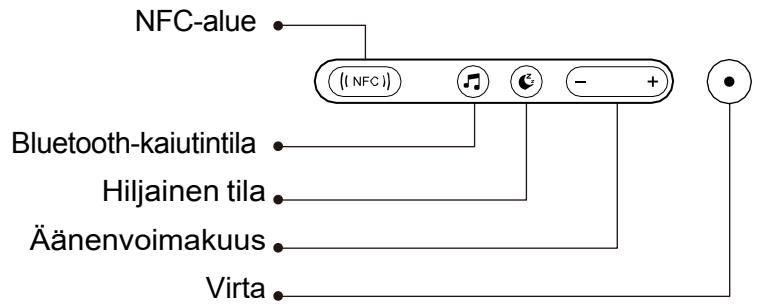 NFC-alue
((NFC))
− +
Bluetooth-kaiutintila
Hiljainen tila
Äänenvoimakuus
Virta